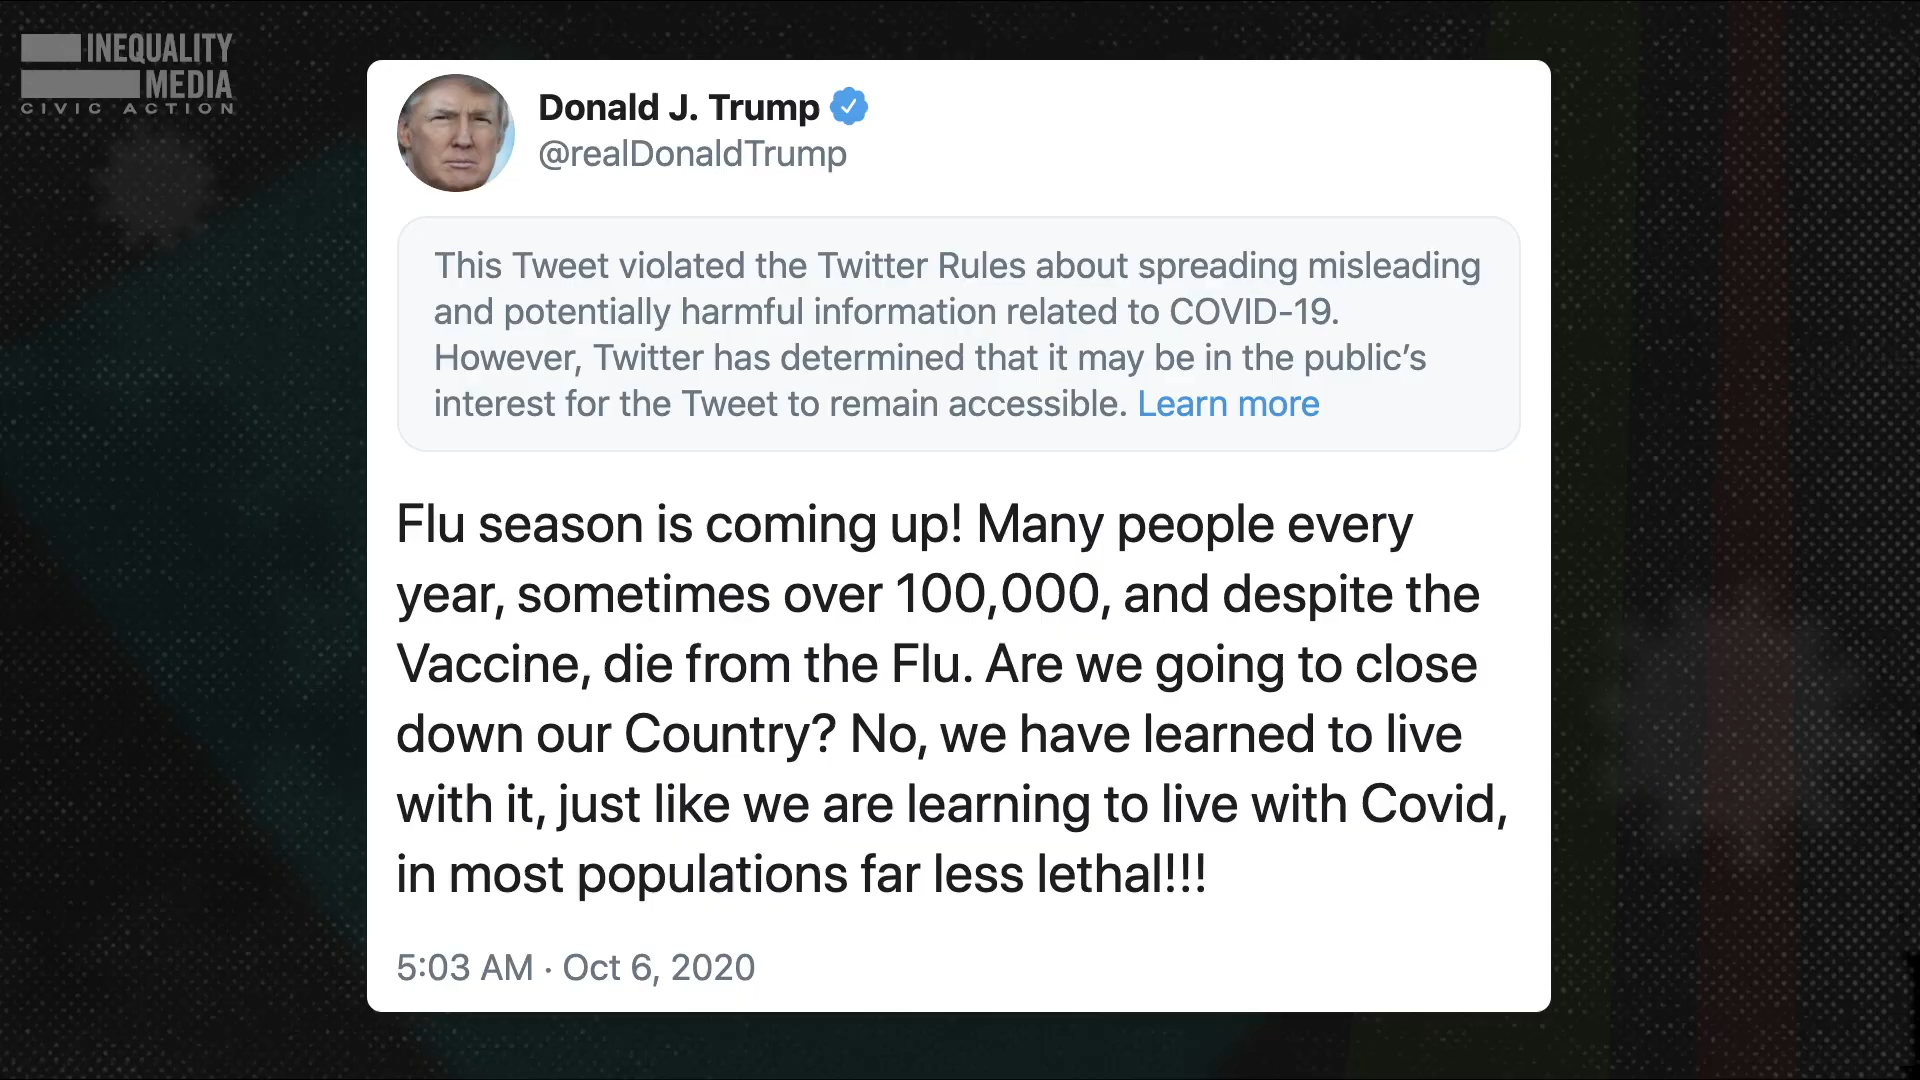 INEQUALITY
MEDIA
CIVIC ACTION
Donald J. Trump
@realDonaldTrump
This Tweet violated the Twitter Rules about spreading misleading
and potentially harmful information related to COVID-19.
However, Twitter has determined that it may be in the public’s
interest for the Tweet to remain accessible. Learn more
Flu season is coming up! Many people every
year, sometimes over 100,000, and despite the
Vaccine, die from the Flu. Are we going to close
down our Country? No, we have learned to live
with it, just like we are learning to live with Covid,
in most populations far less lethal!!!
5:03 AM · Oct 6, 2020